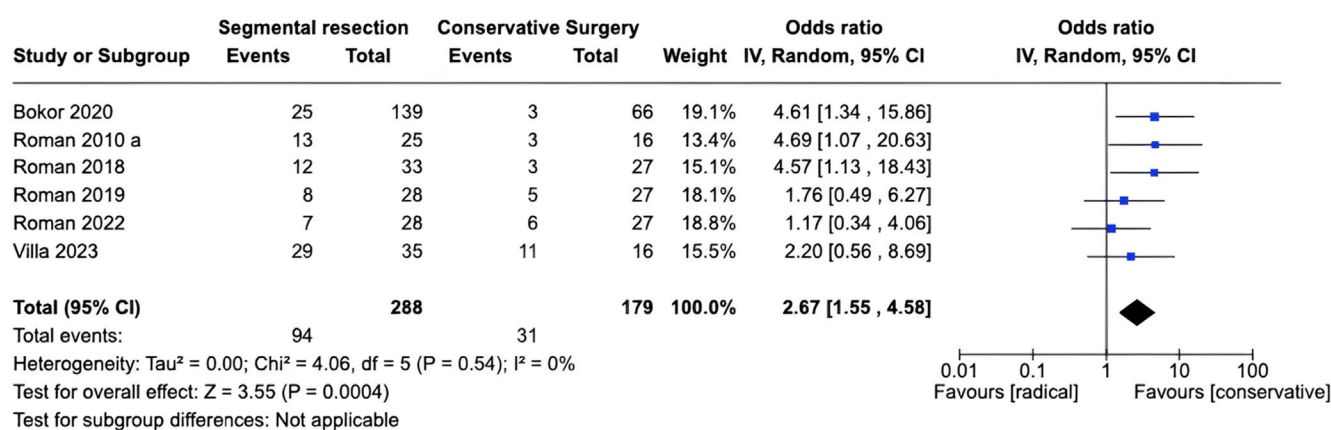 Segmental resection Conservative Surgery Odds ratio Odds ratio
Study or Subgroup Events Total Events Total Weight IV, Random, 95% CI IV, Random, 95% CI
Bokor 2020 25 139 3 66 19.1% 4.61 [1.34 , 15.86]
Roman 2010 a 13 25 3 16 13.4% 4.69 [1.07 , 20.63]
Roman 2018 12 33 3 27 15.1% 4.57 [1.13 , 18.43]
Roman 2019 8 28 5 27 18.1% 1.76 [0.49 , 6.27]
Roman 2022 7 28 6 27 18.8% 1.17 [0.34 , 4.06]
Villa 2023 29 35 11 16 15.5% 2.20 [0.56 , 8.69]
Total (95% CI) 288 179 100.0% 2.67 [1.55 , 4.58]
Total events: 94 31
Heterogeneity: Tau² = 0.00; Chi² = 4.06, df = 5 (P = 0.54); I² = 0%
Test for overall effect: Z = 3.55 (P = 0.0004)
Test for subgroup differences: Not applicable
0.01 0.1 1 10 100
Favours [radical] Favours [conservative]